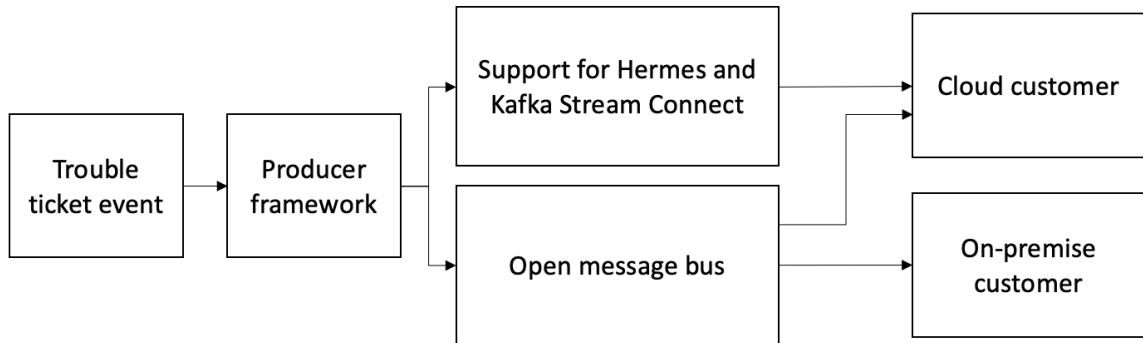 Trouble
ticket event
Producer
framework
Support for Hermes and
Kafka Stream Connect
Open message bus
Cloud customer
On-premise
customer